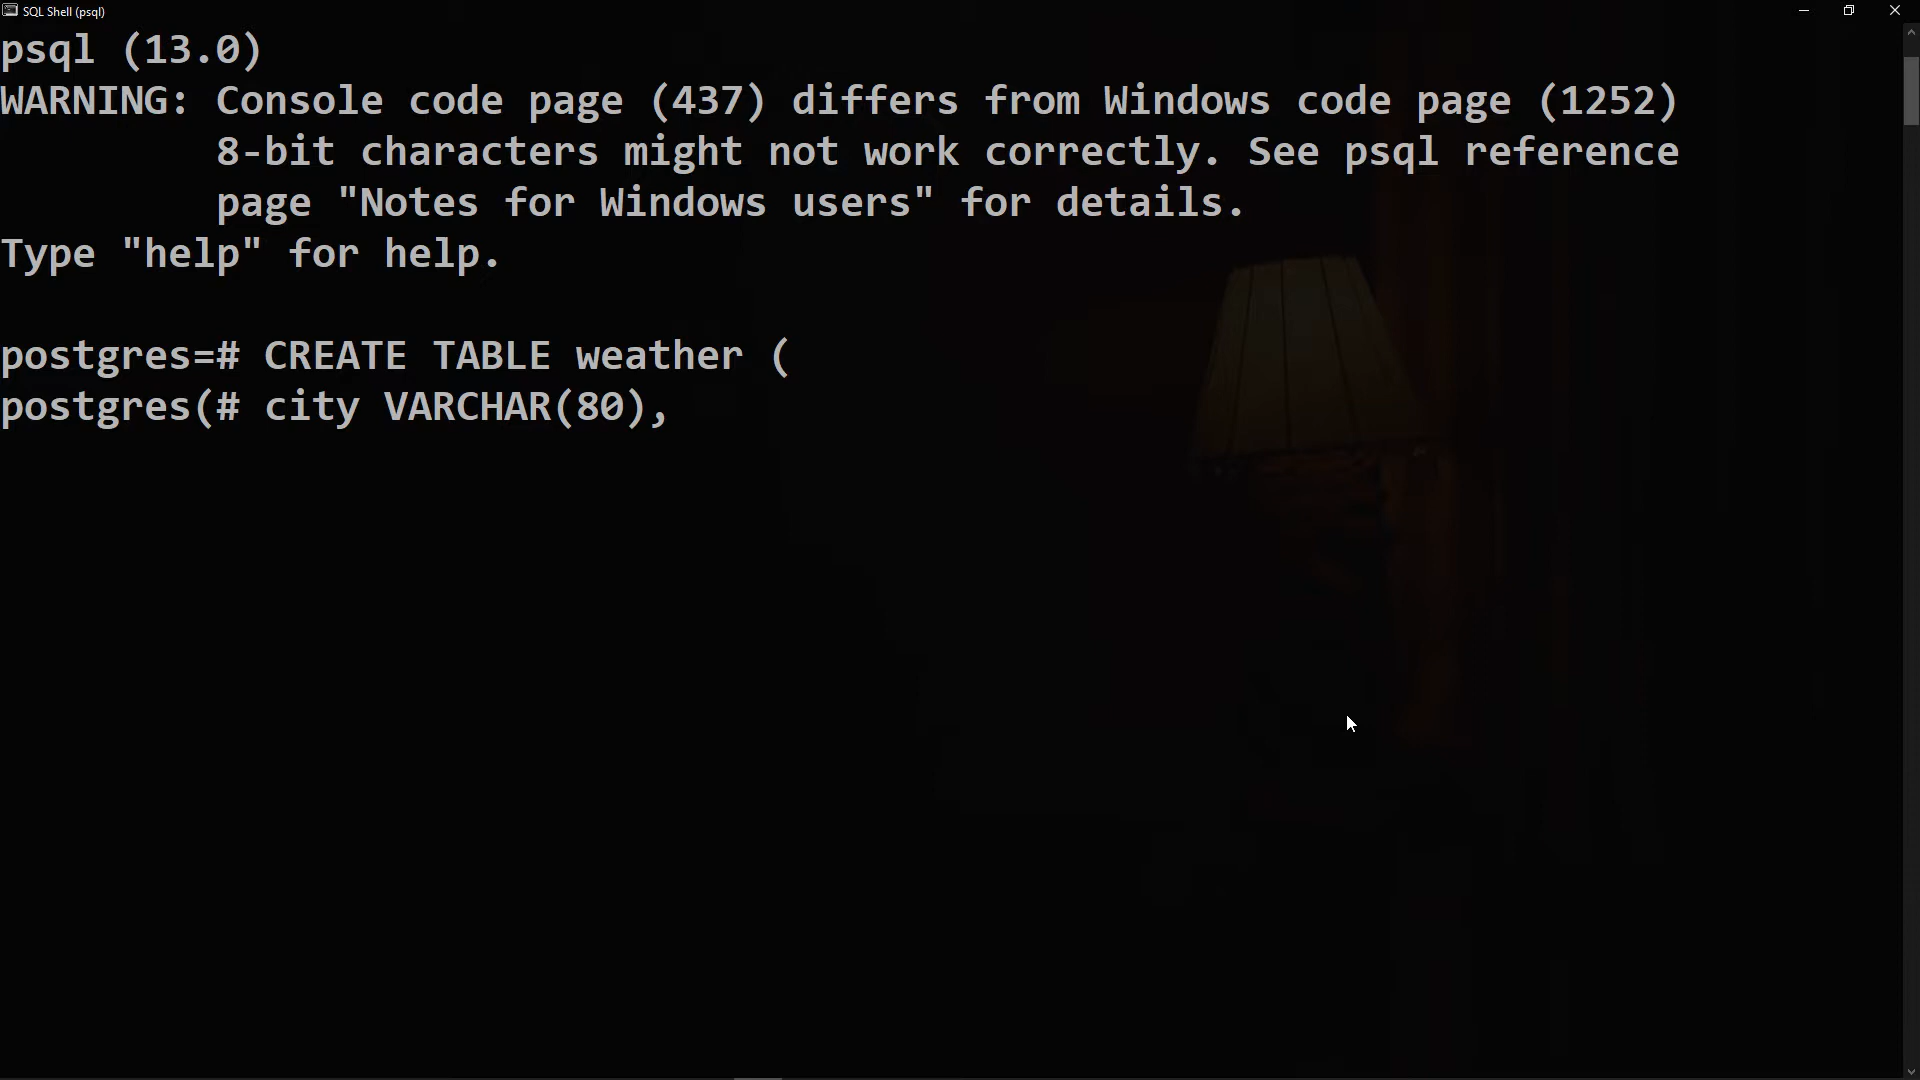 SQL Shell (psql)
psql (13.0)
WARNING: Console code page (437) differs from Windows code page (1252)
8-bit characters might not work correctly. See psql reference
page "Notes for Windows users" for details.
Type "help" for help.
postgres=# CREATE TABLE weather (
postgres(# city VARCHAR(80),